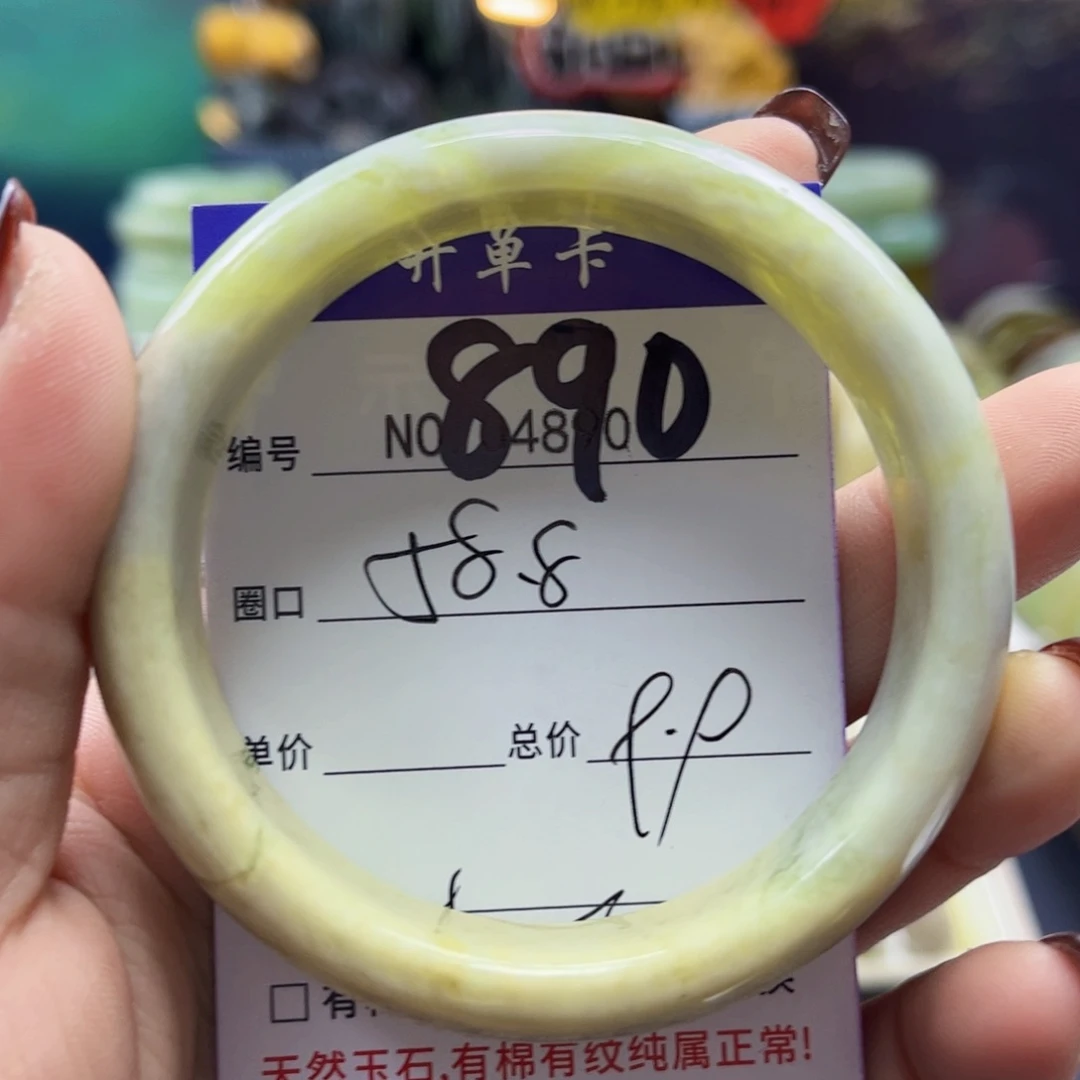 开单卡
890
编号 NO
圈口 58.8
单价 总价
□ 有
天然玉石,有棉有纹纯属正常!